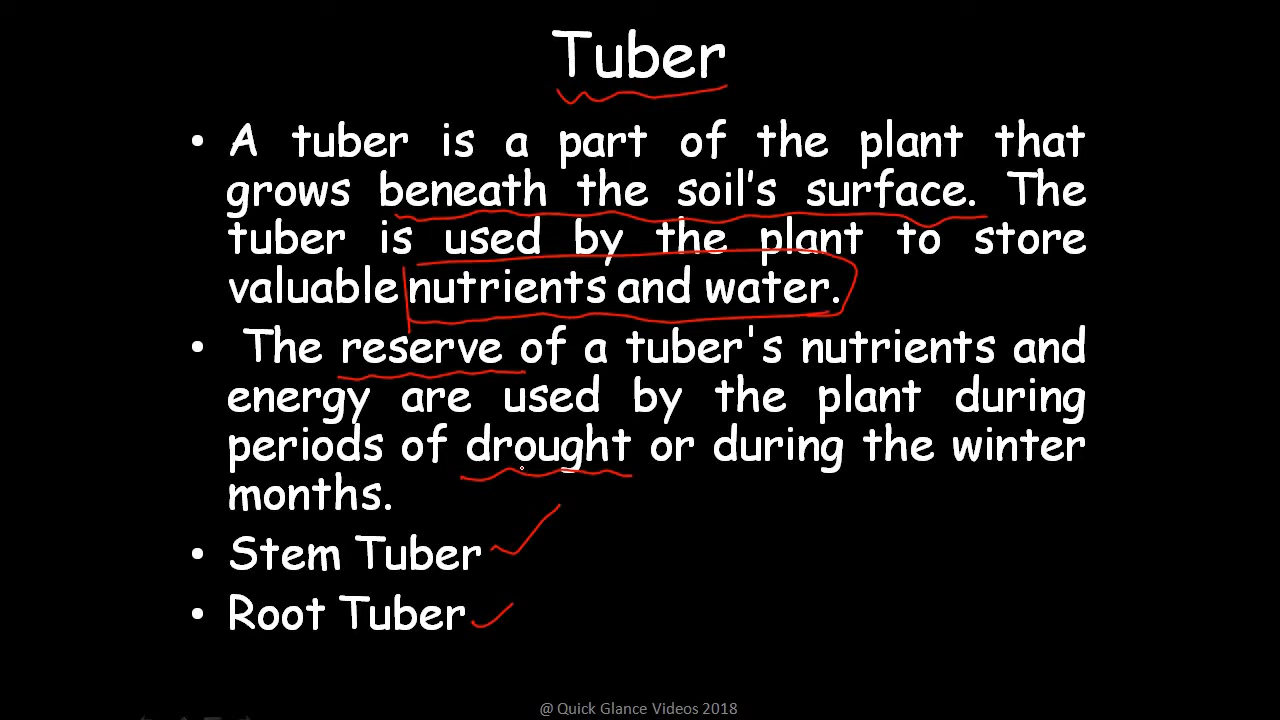 Tuber
• A tuber is a part of the plant that
grows beneath the soil's surface. The
tuber is used by the plant to store
valuable nutrients and water.
• The reserve of a tuber's nutrients and
energy are used by the plant during
periods of drought or during the winter
months.
• Stem Tuber
• Root Tuber
@ Quick Glance Videos 2018